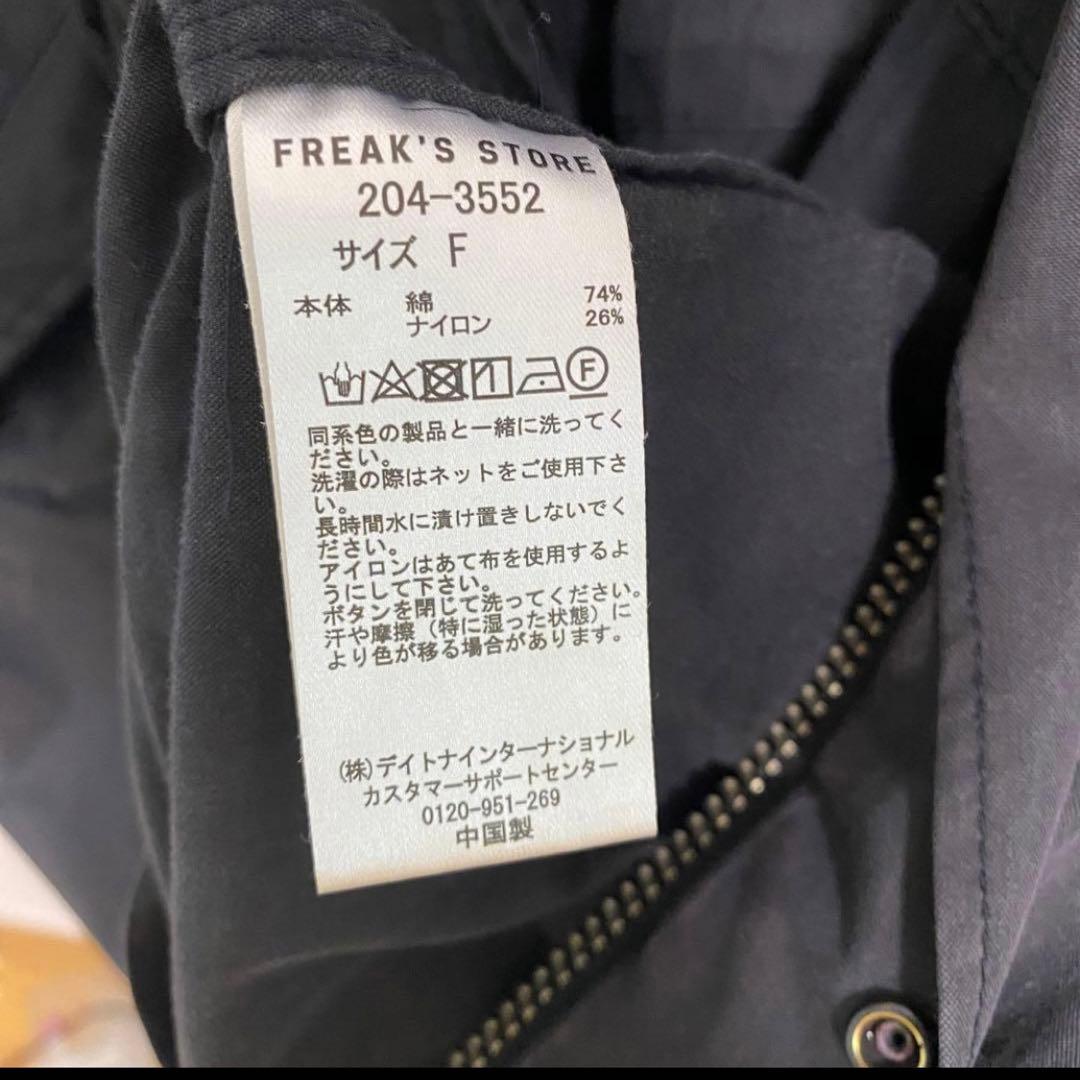 FREAK'S STORE
204-3552
サイズ F
本体 綿 74%
ナイロン 26%
F
同系色の製品と一緒に洗ってく
ださい。
洗濯の際はネットをご使用下さ
い。
長時間水に漬け置きしないでく
ださい。
アイロンはあて布を使用するよ
うにして下さい。
ボタンを閉じて洗ってください。
汗や摩擦（特に湿った状態）に
より色が移る場合があります。
(株)デイトナインターナショナル
カスタマーサポートセンター
0120-951-269
中国製